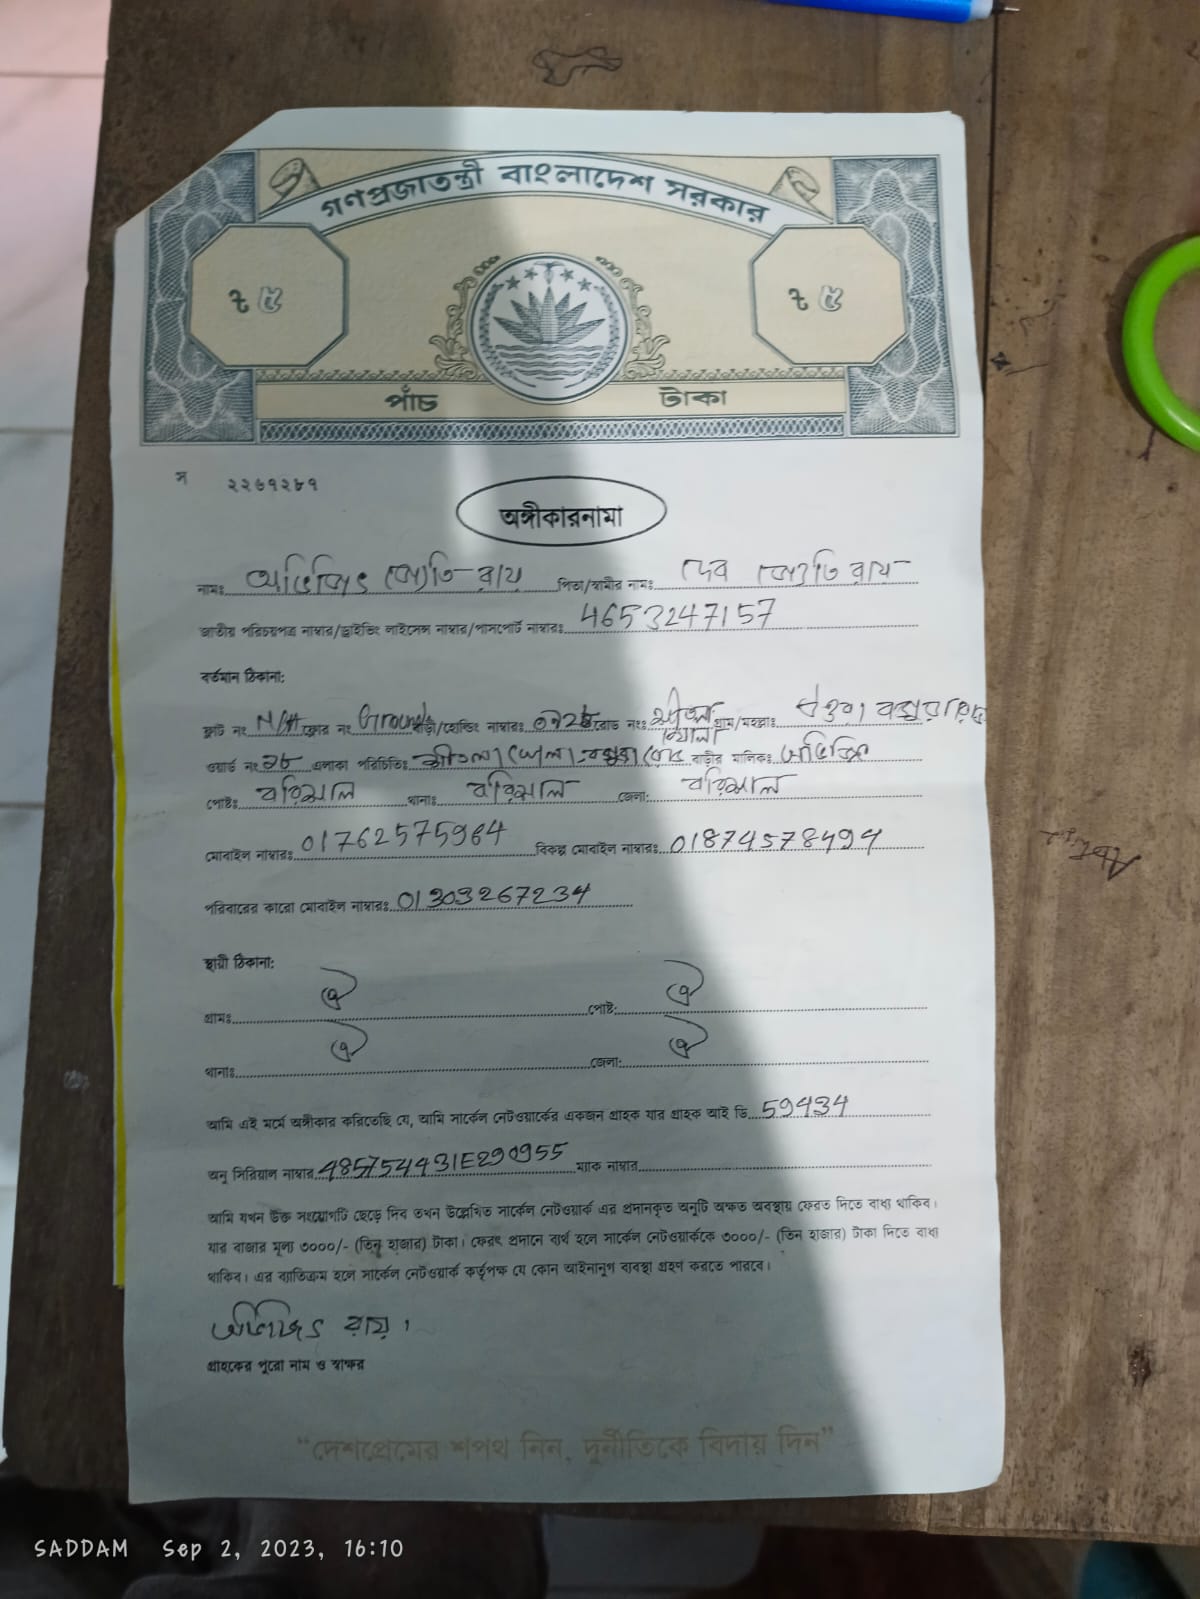 গণপ্রজাতন্ত্রী বাংলাদেশ সরকার
৳ ৫ ৳ ৫
পাঁচ টাকা
স ২২৬৭২৮৭
অঙ্গীকারনামা
নামঃ অভিজিৎ জ্যোতি রায় পিতা/স্বামীর নামঃ দেব জ্যোতি রায়
জাতীয় পরিচয়পত্র নাম্বার/ড্রাইভিং লাইসেন্স নাম্বার/পাসপোর্ট নাম্বারঃ 4653247157
বর্তমান ঠিকানা:
ফ্লাট নং N/A ফ্লোর নং Ground বাড়ী/হোল্ডিং নাম্বারঃ রোড নং গ্রাম/মহল্লাঃ
ওয়ার্ড নং এলাকা পরিচিতিঃ বাড়ীর মালিকঃ
পোষ্টঃ বরিশাল থানাঃ বরিশাল জেলা: বরিশাল
মোবাইল নাম্বারঃ 01762575964 বিকল্প মোবাইল নাম্বারঃ
পরিবারের কারো মোবাইল নাম্বারঃ 01303267234
স্থায়ী ঠিকানা:
গ্রামঃ ঐ পোষ্ট: ঐ
থানাঃ ঐ জেলা: ঐ
আমি এই মর্মে অঙ্গীকার করিতেছি যে, আমি সার্কেল নেটওয়ার্কের একজন গ্রাহক যার গ্রাহক আই ডি 59434
অনু সিরিয়াল নাম্বার 485754431E290955 ম্যাক নাম্বার
আমি যখন উক্ত সংযোগটি ছেড়ে দিব তখন উল্লেখিত সার্কেল নেটওয়ার্ক এর প্রদানকৃত অনুটি অক্ষত অবস্থায় ফেরত দিতে বাধ্য থাকিব।
যার বাজার মূল্য ৩০০০/- (তিন হাজার) টাকা। ফেরৎ প্রদানে ব্যর্থ হলে সার্কেল নেটওয়ার্ককে ৩০০০/- (তিন হাজার) টাকা দিতে বাধ্য
থাকিব। এর ব্যাতিক্রম হলে সার্কেল নেটওয়ার্ক কর্তৃপক্ষ যে কোন আইনানুগ ব্যবস্থা গ্রহণ করতে পারবে।
অভিজিৎ রায়।
গ্রাহকের পুরো নাম ও স্বাক্ষর
“দেশপ্রেমের শপথ নিন, দুর্নীতিকে বিদায় দিন”
SADDAM Sep 2, 2023, 16:10